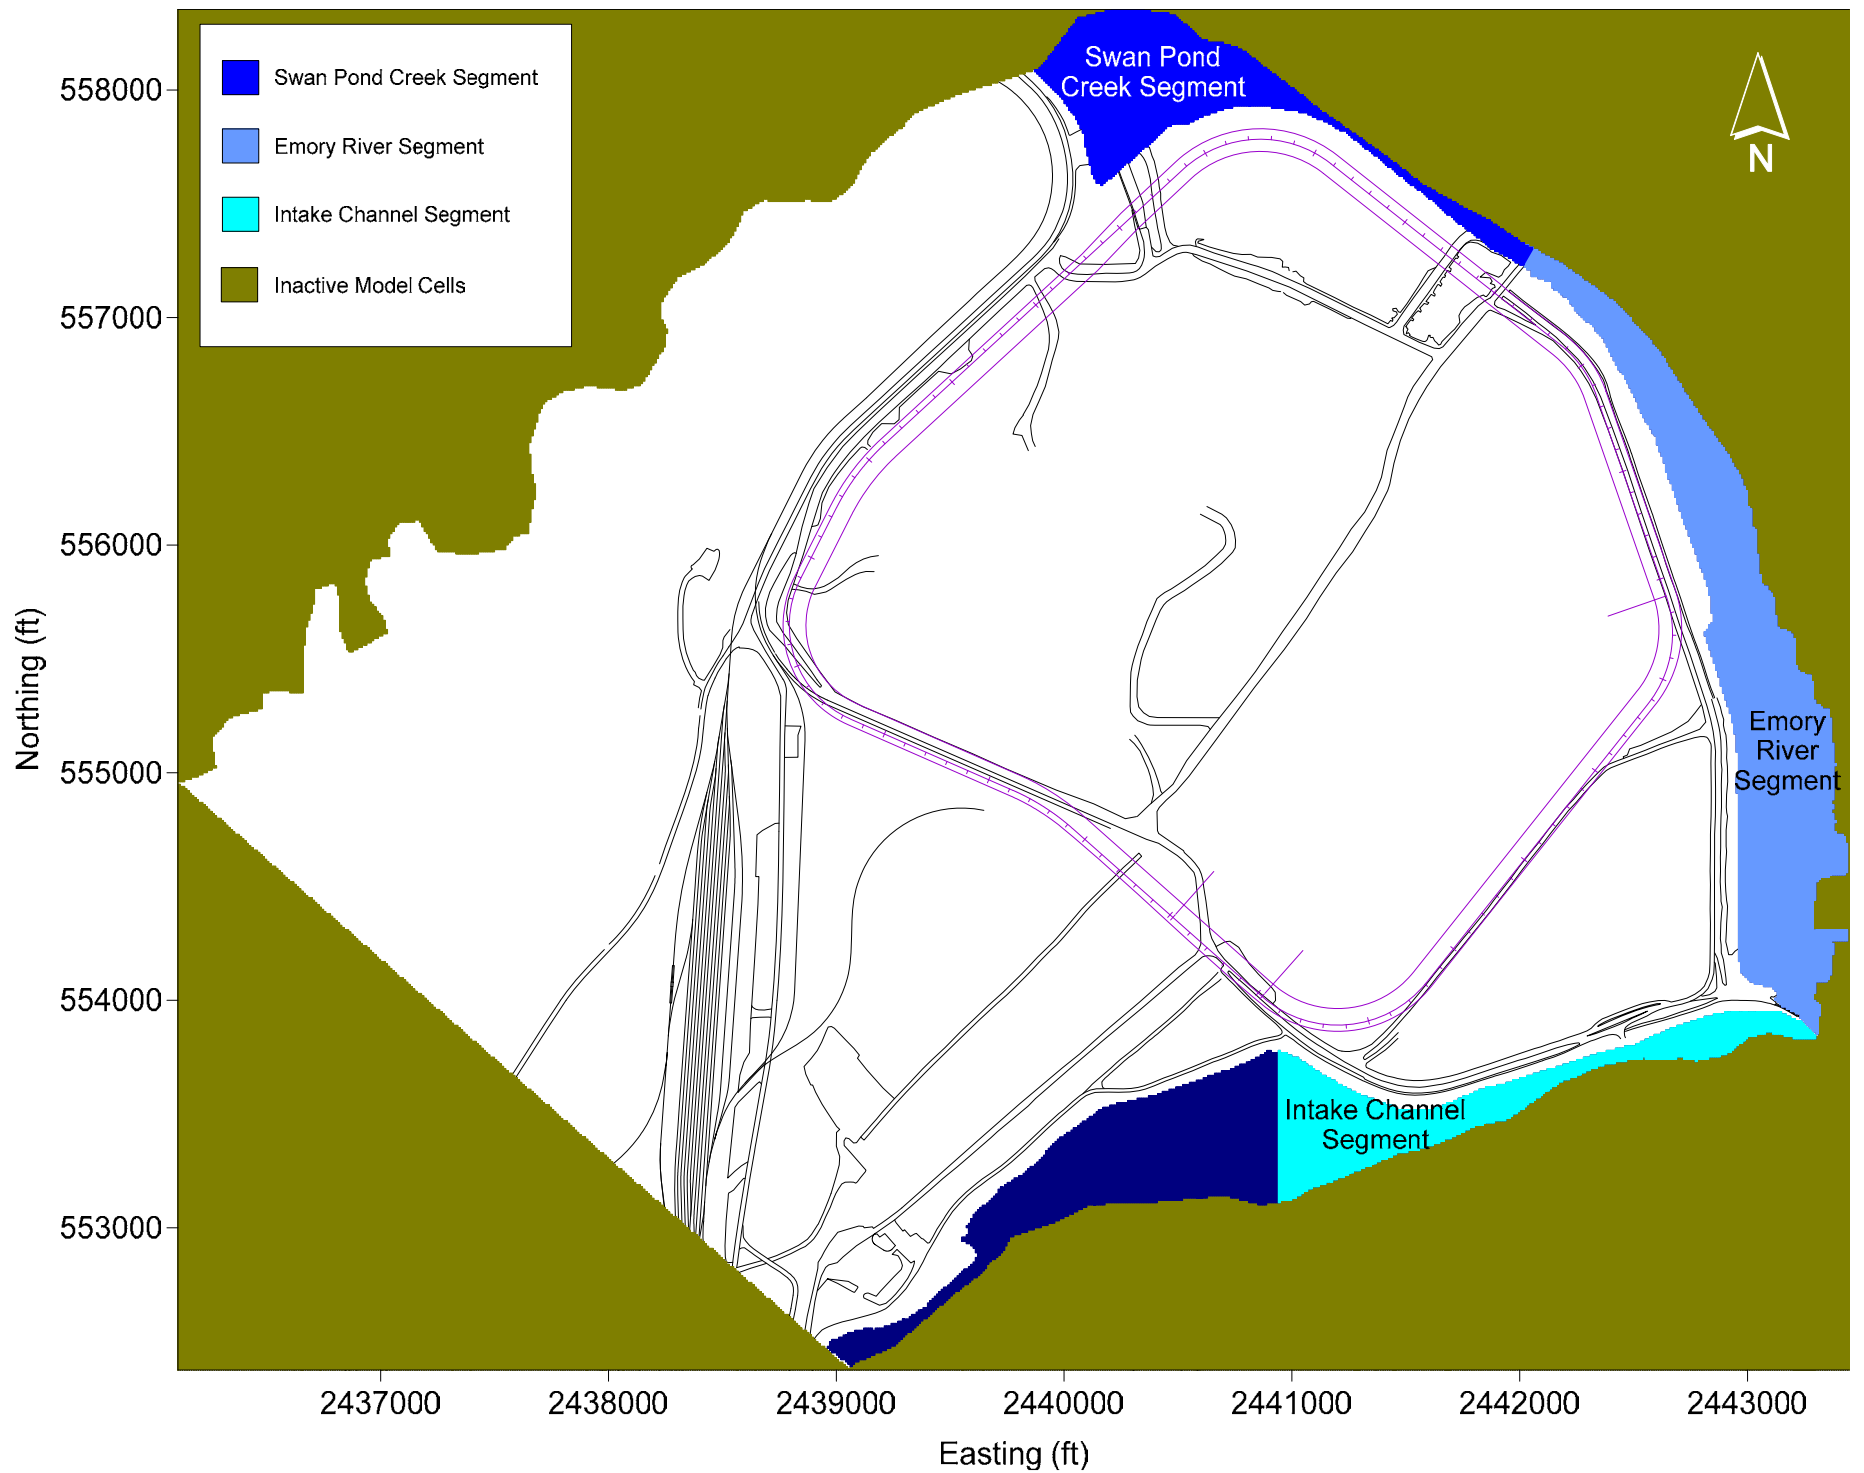 Swan Pond Creek Segment
Emory River Segment
Intake Channel Segment
Inactive Model Cells
Swan Pond
Creek Segment
N
Emory
River
Segment
Intake Channel
Segment
558000
557000
556000
555000
554000
553000
Northing (ft)
2437000
2438000
2439000
2440000
2441000
2442000
2443000
Easting (ft)